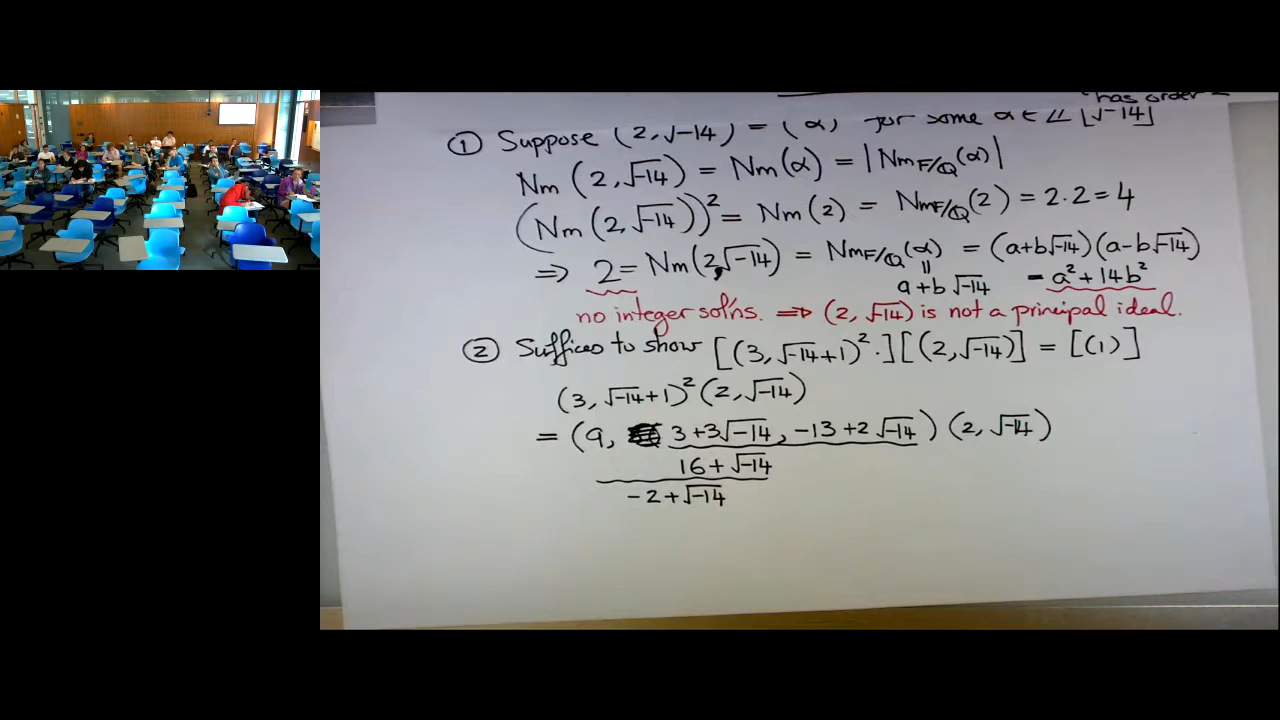 "has order
① Suppose (2, √-14) = (α) for some α ∈ ℤ[√-14]
Nm(2, √-14) = Nm(α) = |Nm_{F/ℚ}(α)|
(Nm(2, √-14))² = Nm(2) = Nm_{F/ℚ}(2) = 2·2 = 4
⇒ 2 = Nm(2, √-14) = Nm_{F/ℚ}(α) = (a+b√-14)(a-b√-14)
॥ a+b√-14 = a²+14b²
no integer sol'ns. ⇒ (2, √-14) is not a principal ideal.
② Suffices to show [(3, √-14+1)²·][(2, √-14)] = [(1)]
(3, √-14+1)² (2, √-14)
= (9, 3+3√-14, -13+2√-14) (2, √-14)
16+√-14
-2+√-14